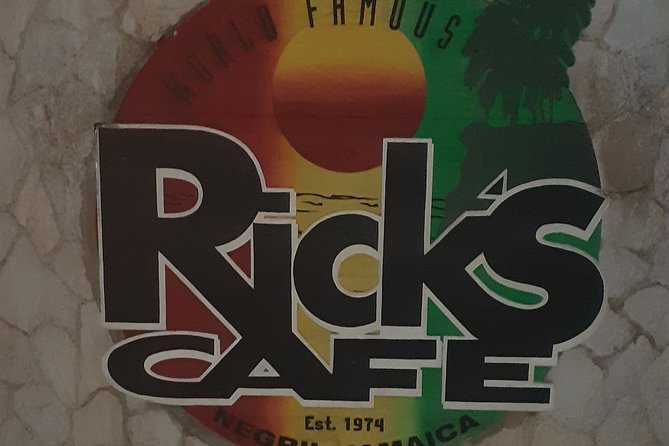 WORLD FAMOUS
RICK'S
CAFE
Est. 1974
NEGRIL JAMAICA